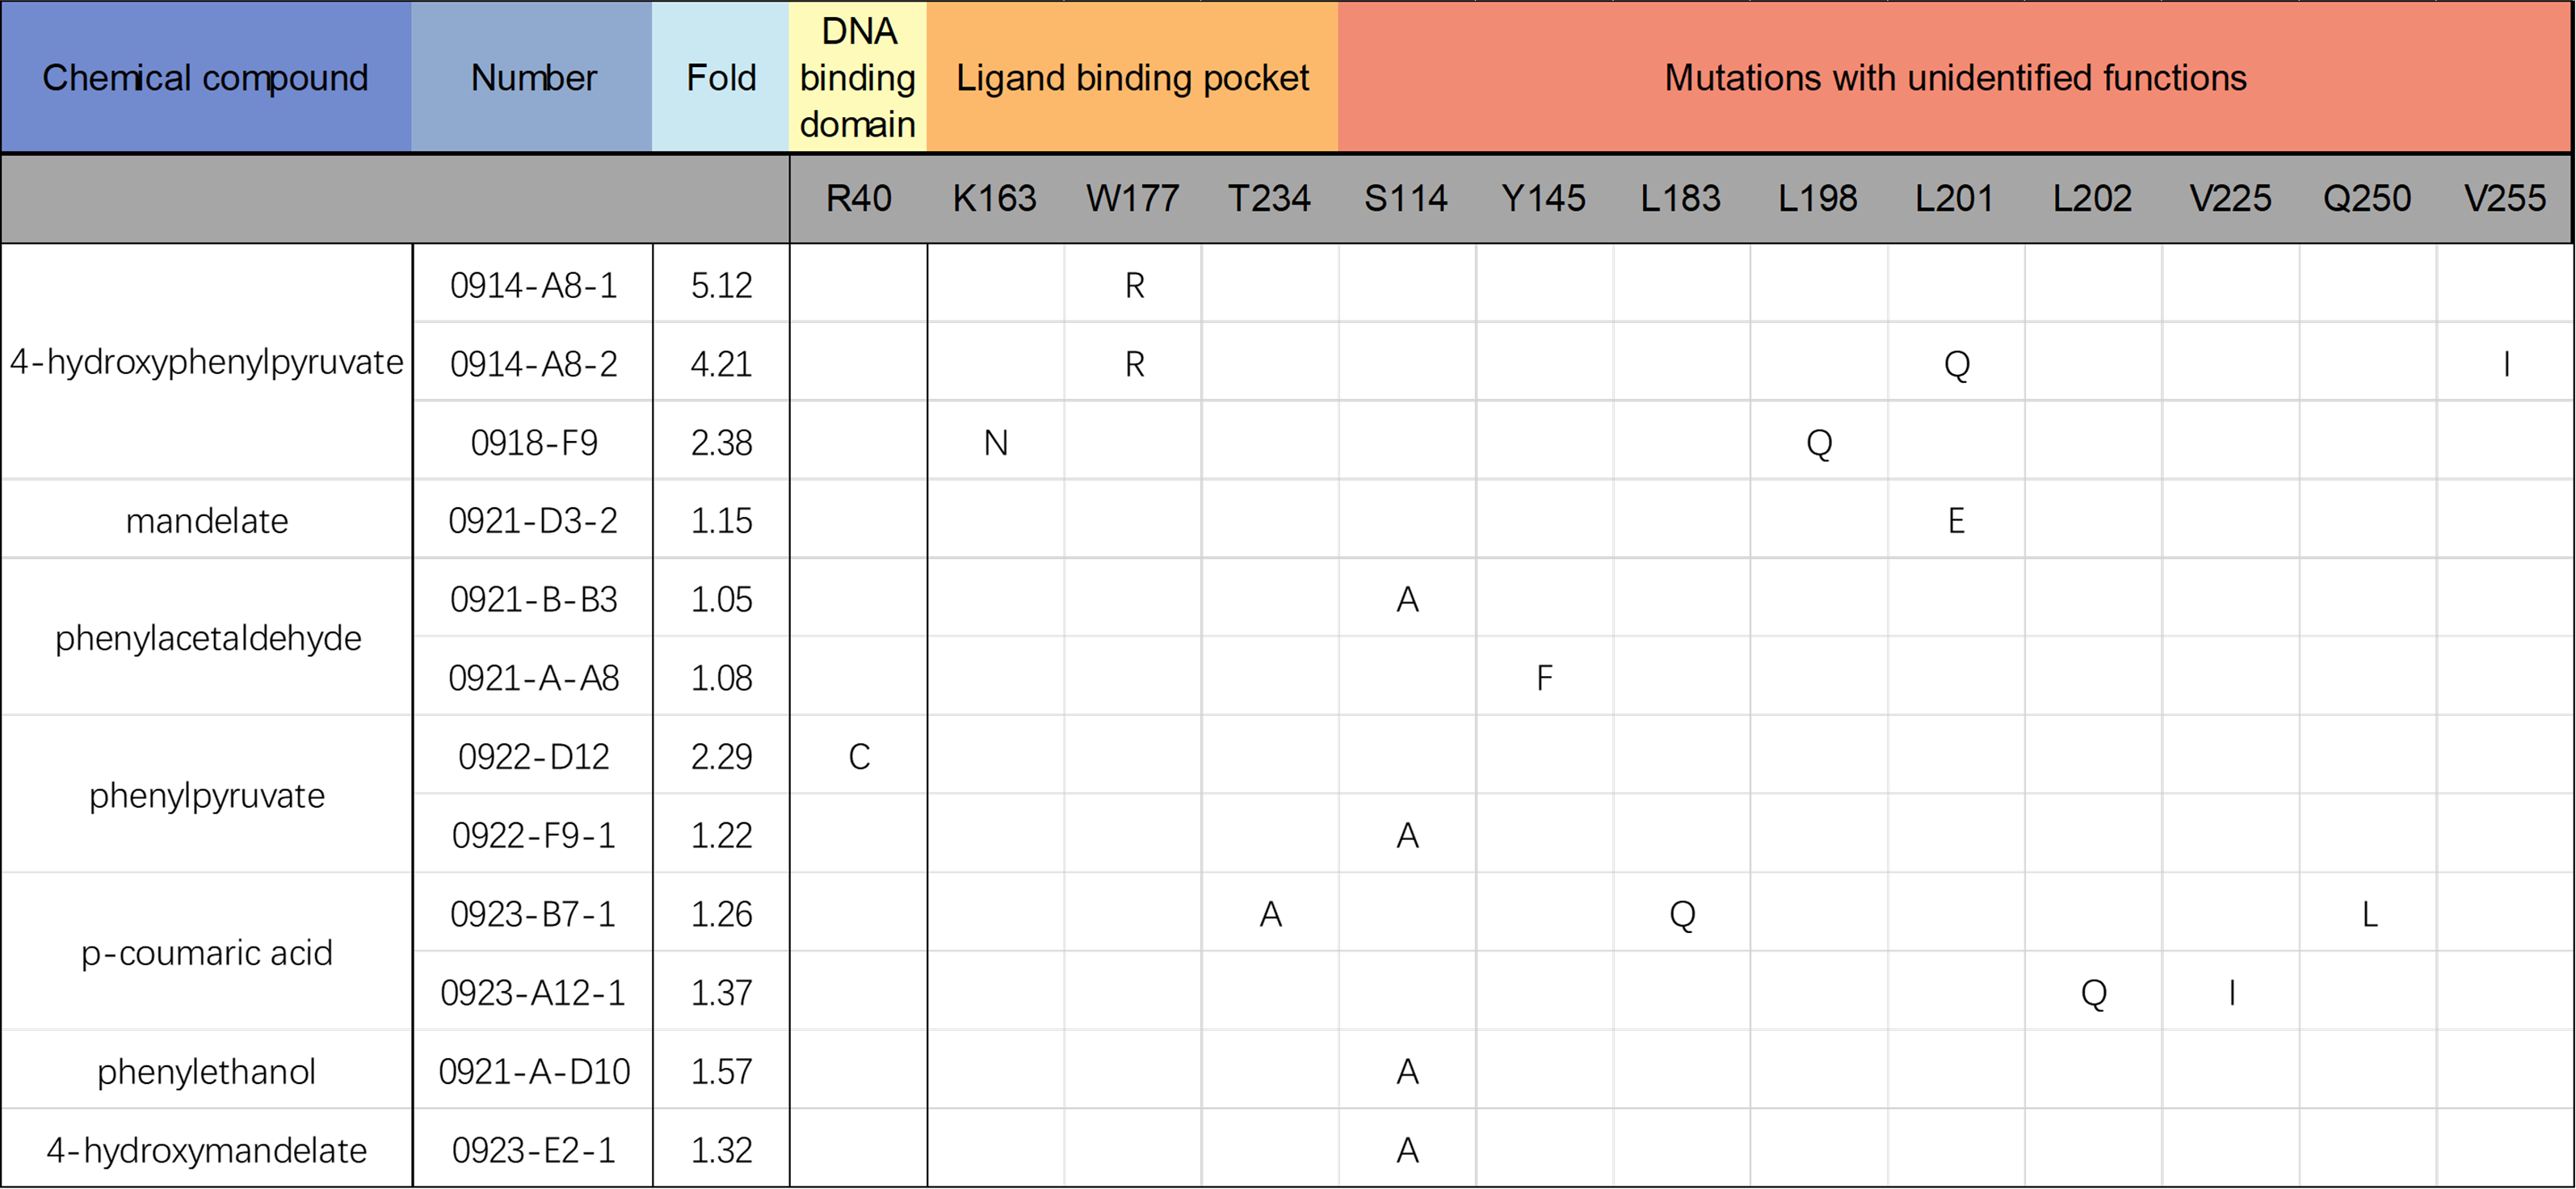 Chemical compound Number Fold DNA binding domain Ligand binding pocket Mutations with unidentified functions
R40 K163 W177 T234 S114 Y145 L183 L198 L201 L202 V225 Q250 V255
4-hydroxyphenylpyruvate
0914-A8-1 5.12 R
0914-A8-2 4.21 R Q I
0918-F9 2.38 N Q
mandelate 0921-D3-2 1.15 E
phenylacetaldehyde
0921-B-B3 1.05 A
0921-A-A8 1.08 F
phenylpyruvate
0922-D12 2.29 C
0922-F9-1 1.22 A
p-coumaric acid
0923-B7-1 1.26 A Q L
0923-A12-1 1.37 Q I
phenylethanol 0921-A-D10 1.57 A
4-hydroxymandelate 0923-E2-1 1.32 A